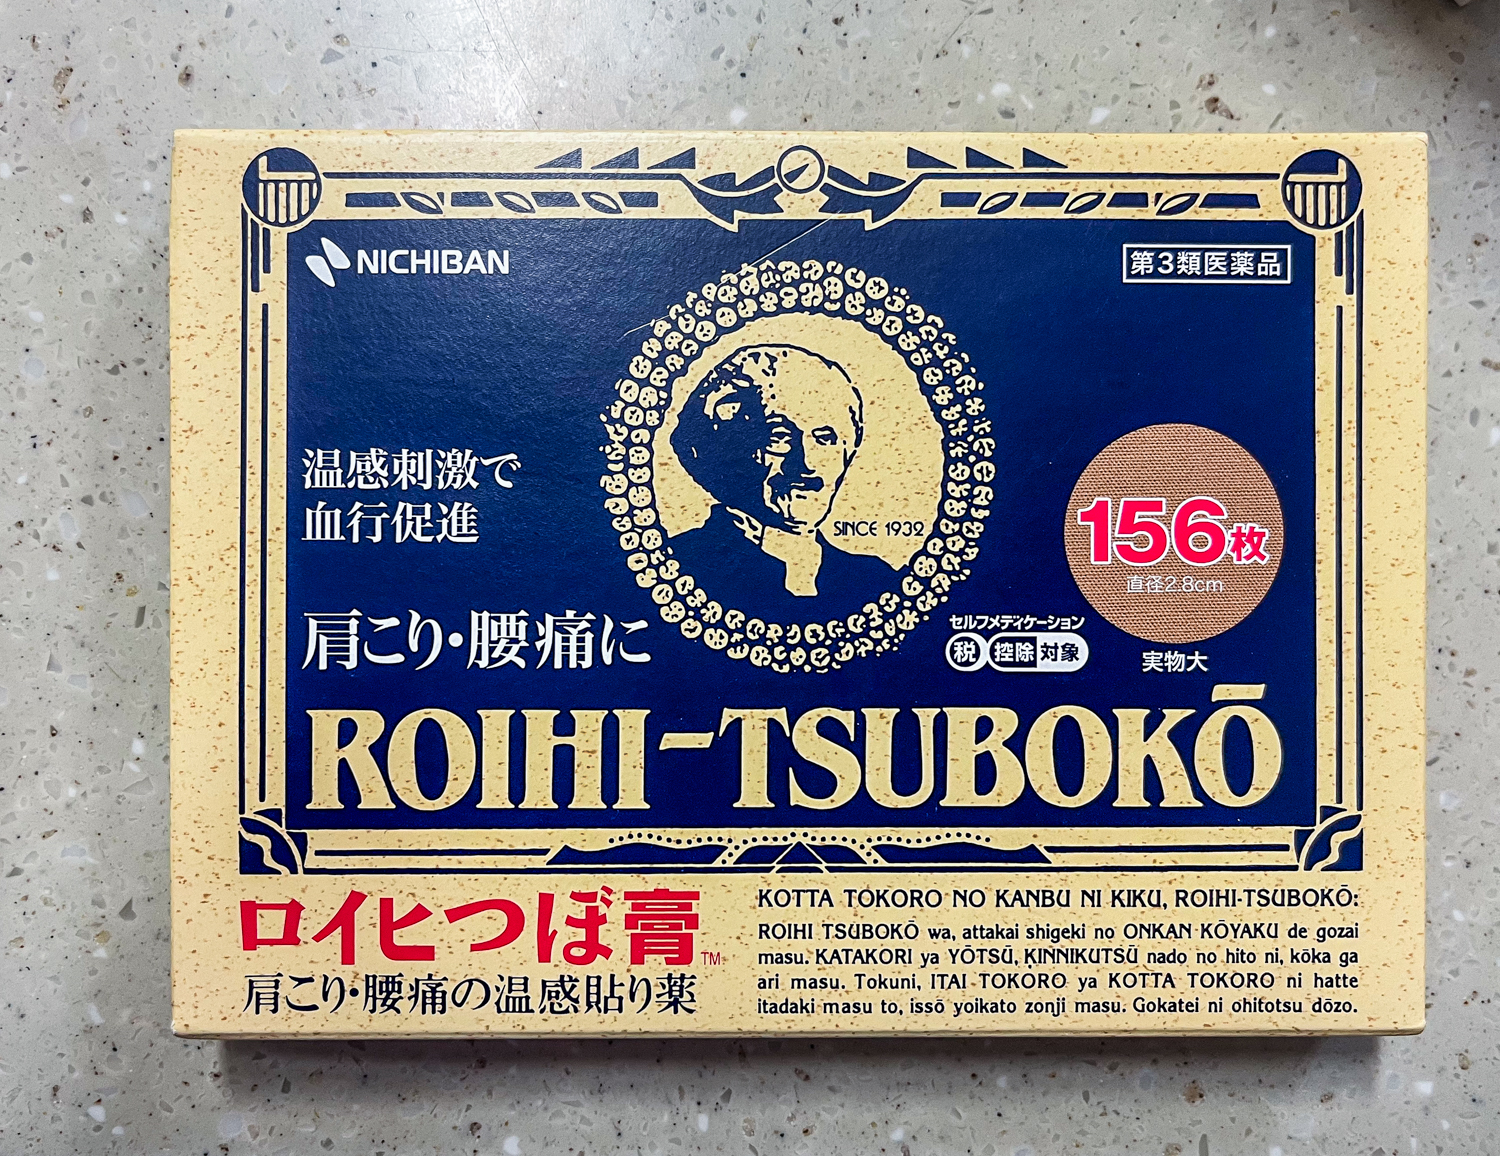 NICHIBAN
第3類医薬品
温感刺激で
血行促進
SINCE 1932
156枚
直径2.8cm
実物大
肩こり・腰痛に
セルフメディケーション
税 控除 対象
ROIHI-TSUBOKŌ
ロイヒつぼ膏™
肩こり・腰痛の温感貼り薬
KOTTA TOKORO NO KANBU NI KIKU, ROIHI-TSUBOKŌ:
ROIHI TSUBOKŌ wa, attakai shigeki no ONKAN KŌYAKU de gozai
masu. KATAKORI ya YŌTSŪ, KINNIKUTSŪ nado no hito ni, kōka ga
ari masu. Tokuni, ITAI TOKORO ya KOTTA TOKORO ni hatte
itadaki masu to, issō yoikato zonji masu. Gokatei ni ohitotsu dōzo.